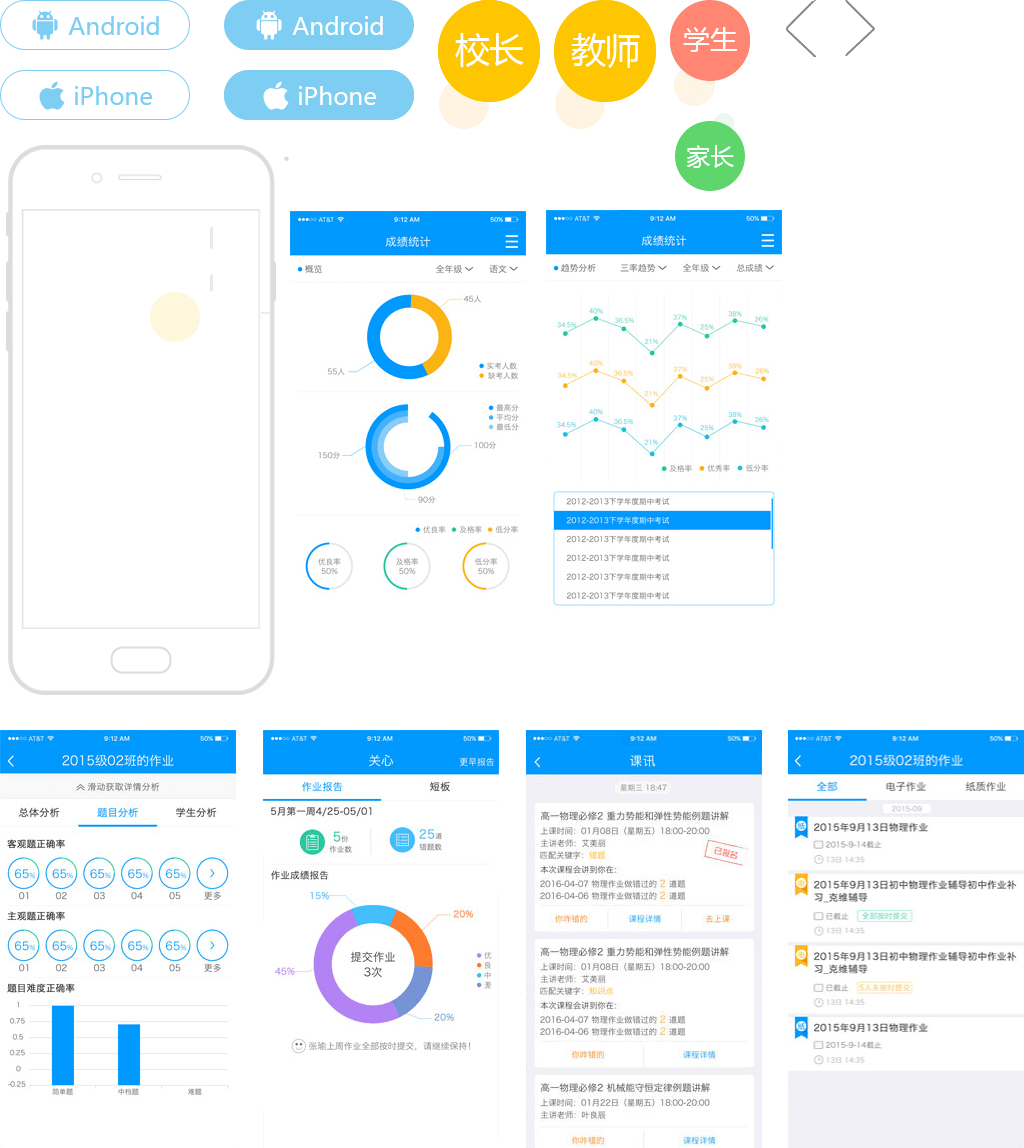 Android
Android
校长
教师
学生
iPhone
iPhone
家长
●●●○○ AT&T
9:12 AM
50%
成绩统计
概览
全年级
语文
45人
55人
实考人数
缺考人数
最高分
平均分
最低分
150分
100分
90分
优良率
及格率
低分率
优良率
50%
及格率
50%
低分率
50%
●●●○○ AT&T
9:12 AM
50%
成绩统计
趋势分析
三率趋势
全年级
总成绩
34.5%
40%
36.5%
21%
37%
25%
38%
26%
34.5%
40%
36.5%
21%
37%
25%
38%
26%
34.5%
40%
36.5%
21%
37%
25%
38%
26%
及格率
优秀率
低分率
2012-2013下学年度期中考试
2012-2013下学年度期中考试
2012-2013下学年度期中考试
2012-2013下学年度期中考试
2012-2013下学年度期中考试
2012-2013下学年度期中考试
●●●○○ AT&T
9:12 AM
50%
2015级02班的作业
滑动获取详情分析
总体分析
题目分析
学生分析
客观题正确率
65%
65%
65%
65%
65%
01
02
03
04
05
更多
主观题正确率
65%
65%
65%
65%
65%
01
02
03
04
05
更多
题目难度正确率
1
0.75
0.5
0.25
0
-0.25
简单题
中档题
难题
●●●○○ AT&T
9:12 AM
50%
关心
更早报告
作业报告
短板
5月第一周4/25-05/01
5份
作业数
25道
错题数
作业成绩报告
15%
20%
45%
20%
提交作业
3次
优
良
中
差
张瑜上周作业全部按时提交，请继续保持！
●●●○○ AT&T
9:12 AM
50%
课讯
星期三 18:47
高一物理必修2 重力势能和弹性势能例题讲解
上课时间：01月08日（星期五）18:00-20:00
主讲老师：艾美丽
匹配关键字：错题
已报名
本次课程会讲到你在：
2016-04-07 物理作业做错过的 2 道题
2016-04-06 物理作业做错过的 2 道题
你咋错的
课程详情
去上课
高一物理必修2 重力势能和弹性势能例题讲解
上课时间：01月08日（星期五）18:00-20:00
主讲老师：艾美丽
匹配关键字：知识点
本次课程会讲到你在：
2016-04-07 物理作业做错过的 2 道题
2016-04-06 物理作业做错过的 2 道题
你咋错的
课程详情
高一物理必修2 机械能守恒定律例题讲解
上课时间：01月22日（星期五）18:00-20:00
主讲老师：叶良辰
你咋错的
课程详情
●●●○○ AT&T
9:12 AM
50%
2015级02班的作业
全部
电子作业
纸质作业
2015-09
2015年9月13日物理作业
2015-9-14截止
13日 14:35
2015年9月13日初中物理作业辅导初中作业补
习_克维辅导
已截止
全部按时提交
13日 14:35
2015年9月13日初中物理作业辅导初中作业补
习_克维辅导
已截止
5人未按时提交
13日 14:35
2015年9月13日物理作业
2015-9-14截止
13日 14:35